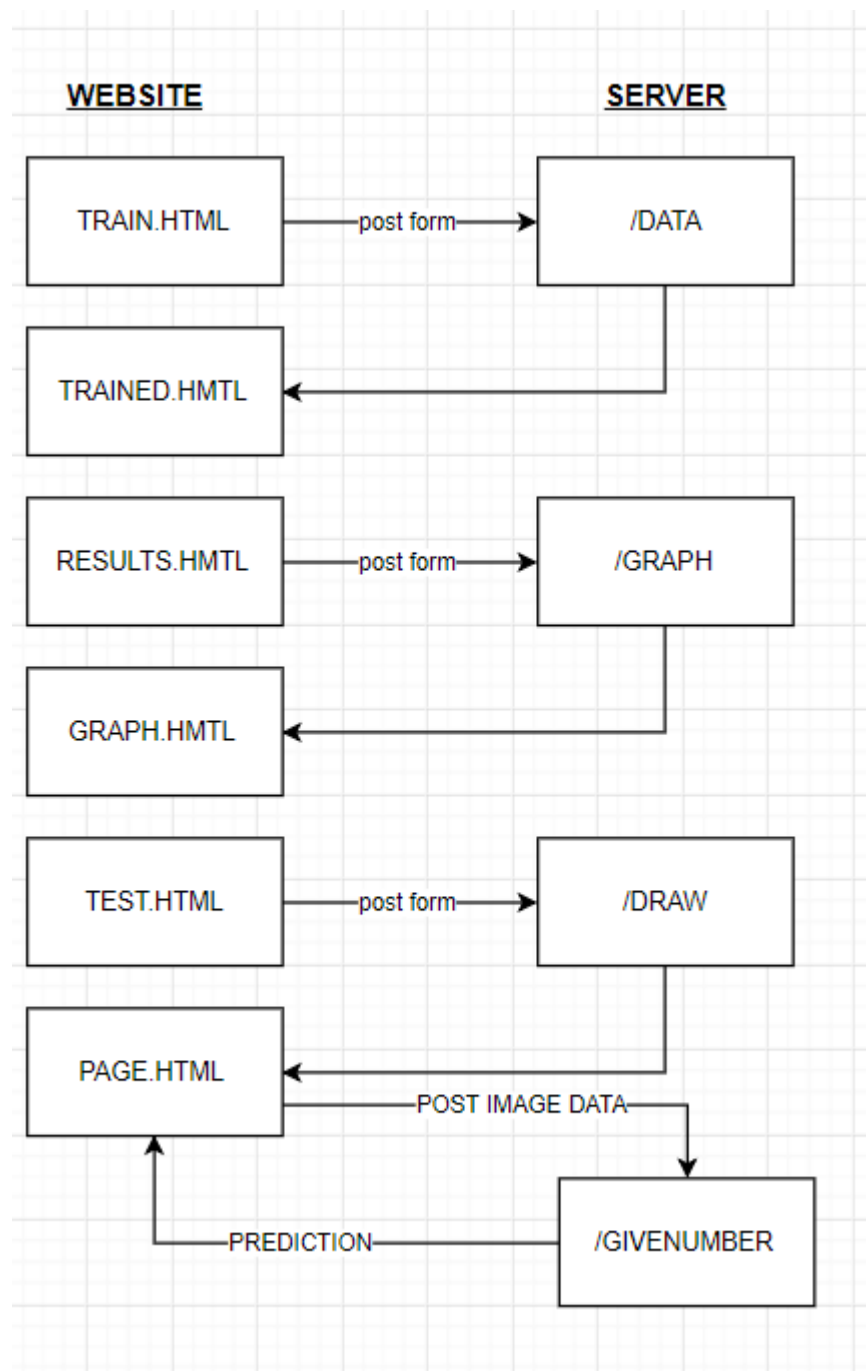 WEBSITE
SERVER
TRAIN.HTML
post form
/DATA
TRAINED.HMTL
RESULTS.HMTL
post form
/GRAPH
GRAPH.HMTL
TEST.HTML
post form
/DRAW
PAGE.HTML
POST IMAGE DATA
PREDICTION
/GIVENUMBER